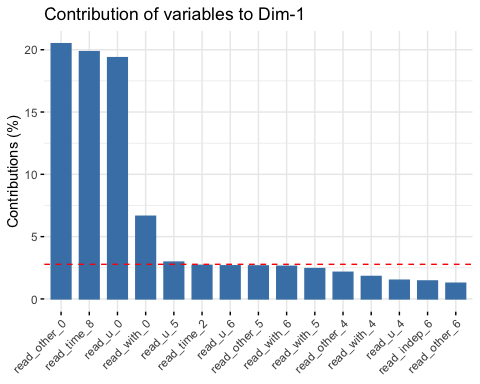 Contribution of variables to Dim-1
Contributions (%)
20
15
10
5
0
read_other_0
read_time_8
read_u_0
read_with_0
read_u_5
read_time_2
read_u_6
read_other_5
read_with_6
read_with_5
read_other_4
read_with_4
read_u_4
read_indep_6
read_other_6